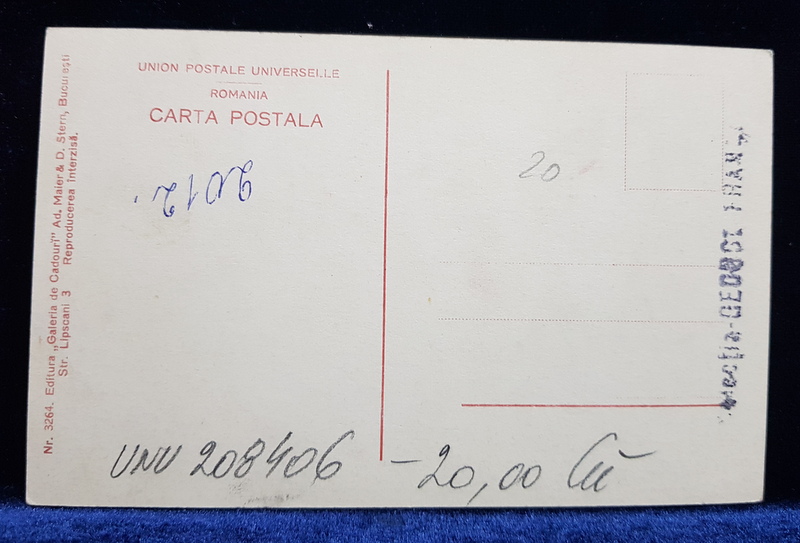 UNION POSTALE UNIVERSELLE
ROMANIA
CARTA POSTALA
Nr. 3264. Editura „Galeria de Cadouri" Ad. Maier & D. Stern, Bucureşti
Str. Lipscani 3 Reproducerea interzisă.
2012
20
UNU 208406
-20,00